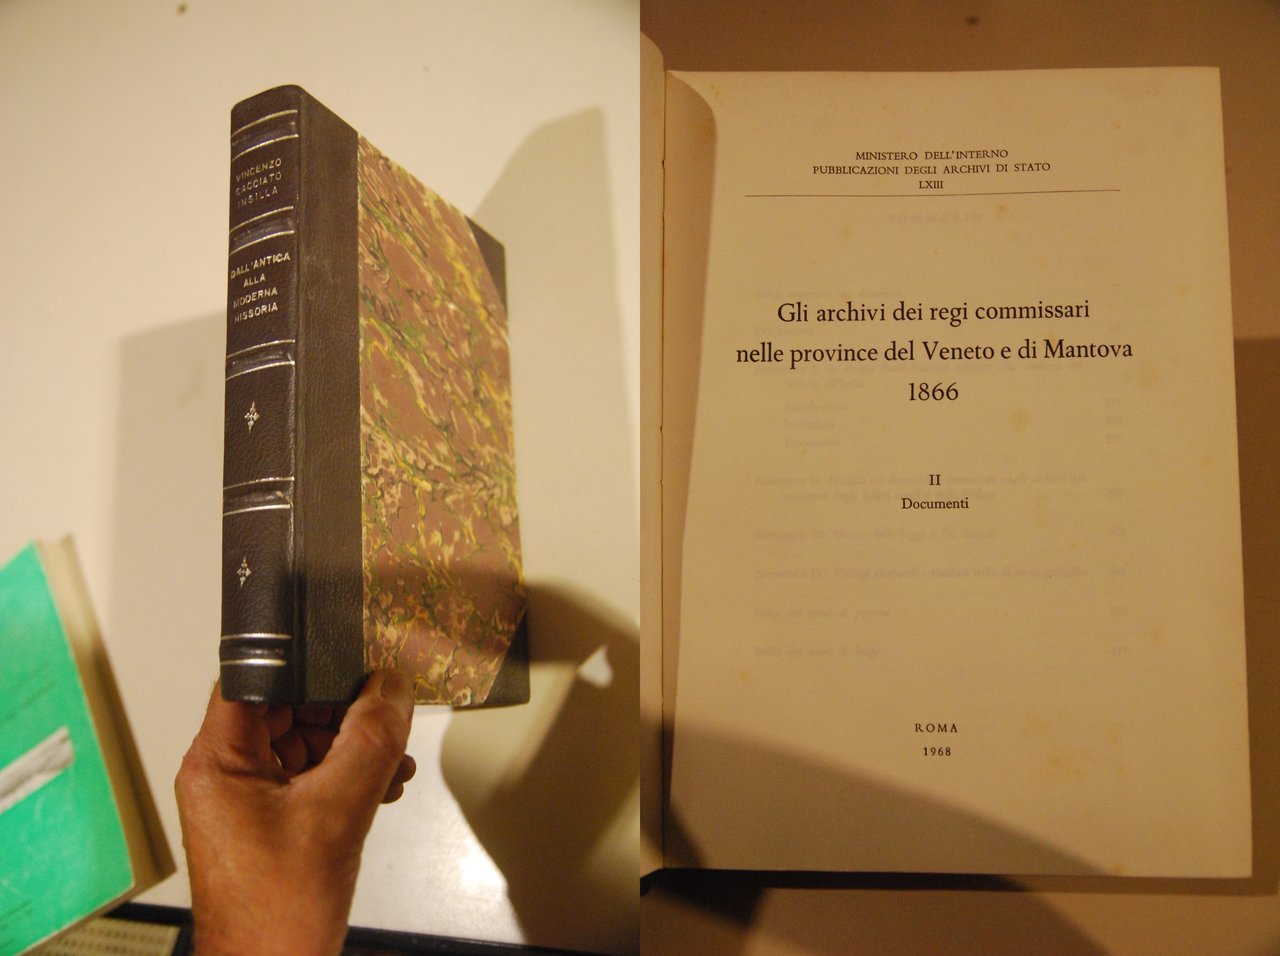 VINCENZO
CACCIATO
INSILLA
DALL'ANTICA
ALLA
MODERNA
NISSORIA
MINISTERO DELL'INTERNO
PUBBLICAZIONI DEGLI ARCHIVI DI STATO
LXIII
Gli archivi dei regi commissari
nelle province del Veneto e di Mantova
1866
II
Documenti
ROMA
1968